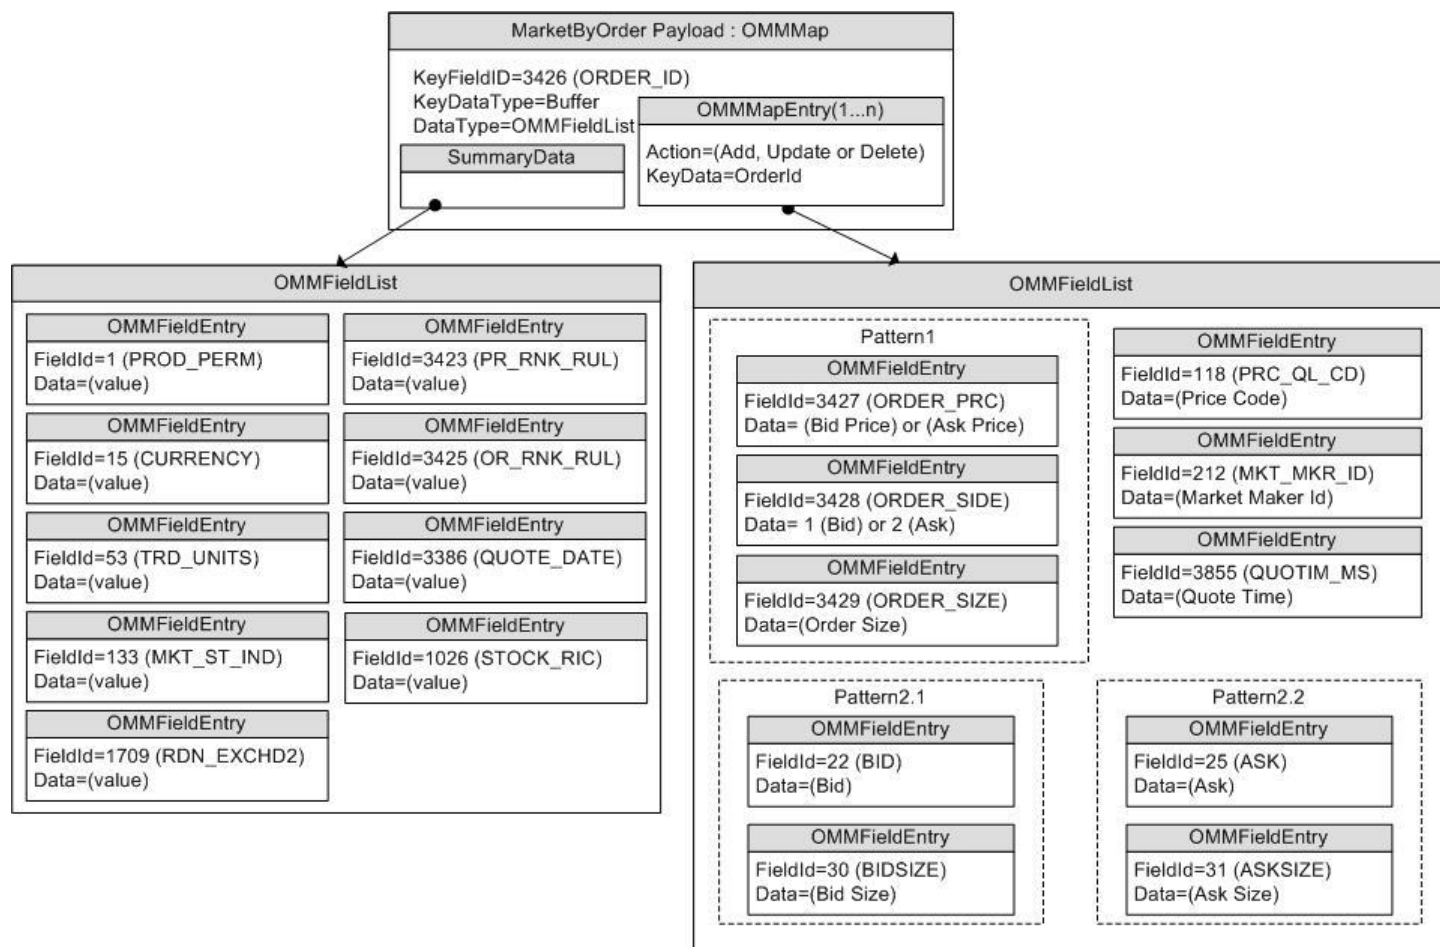 MarketByOrder Payload : OMMMap
KeyFieldID=3426 (ORDER_ID)
KeyDataType=Buffer
DataType=OMMFieldList
SummaryData
OMMMapEntry(1...n)
Action=(Add, Update or Delete)
KeyData=OrderId
OMMFieldList
OMMFieldEntry
FieldId=1 (PROD_PERM)
Data=(value)
OMMFieldEntry
FieldId=3423 (PR_RNK_RUL)
Data=(value)
OMMFieldEntry
FieldId=15 (CURRENCY)
Data=(value)
OMMFieldEntry
FieldId=3425 (OR_RNK_RUL)
Data=(value)
OMMFieldEntry
FieldId=53 (TRD_UNITS)
Data=(value)
OMMFieldEntry
FieldId=3386 (QUOTE_DATE)
Data=(value)
OMMFieldEntry
FieldId=133 (MKT_ST_IND)
Data=(value)
OMMFieldEntry
FieldId=1026 (STOCK_RIC)
Data=(value)
OMMFieldEntry
FieldId=1709 (RDN_EXCHD2)
Data=(value)
OMMFieldList
Pattern1
OMMFieldEntry
FieldId=3427 (ORDER_PRC)
Data= (Bid Price) or (Ask Price)
OMMFieldEntry
FieldId=3428 (ORDER_SIDE)
Data= 1 (Bid) or 2 (Ask)
OMMFieldEntry
FieldId=3429 (ORDER_SIZE)
Data=(Order Size)
OMMFieldEntry
FieldId=118 (PRC_QL_CD)
Data=(Price Code)
OMMFieldEntry
FieldId=212 (MKT_MKR_ID)
Data=(Market Maker Id)
OMMFieldEntry
FieldId=3855 (QUOTIM_MS)
Data=(Quote Time)
Pattern2.1
OMMFieldEntry
FieldId=22 (BID)
Data=(Bid)
OMMFieldEntry
FieldId=30 (BIDSIZE)
Data=(Bid Size)
Pattern2.2
OMMFieldEntry
FieldId=25 (ASK)
Data=(Ask)
OMMFieldEntry
FieldId=31 (ASKSIZE)
Data=(Ask Size)